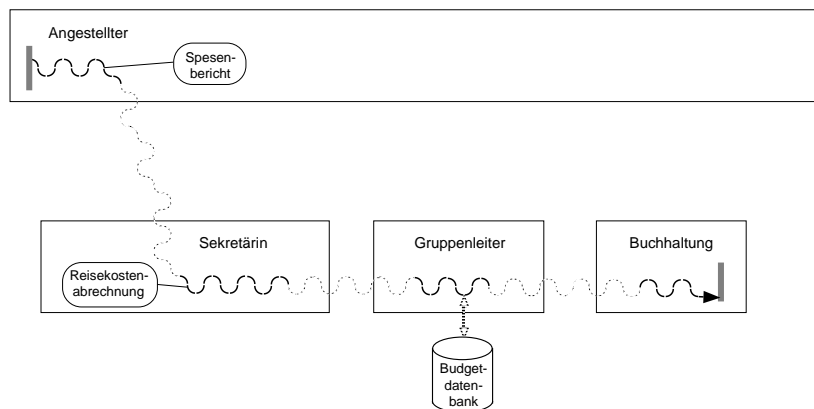 Angestellter
Spesen-
bericht
Sekretärin
Gruppenleiter
Buchhaltung
Reisekosten-
abrechnung
Budget-
daten-
bank